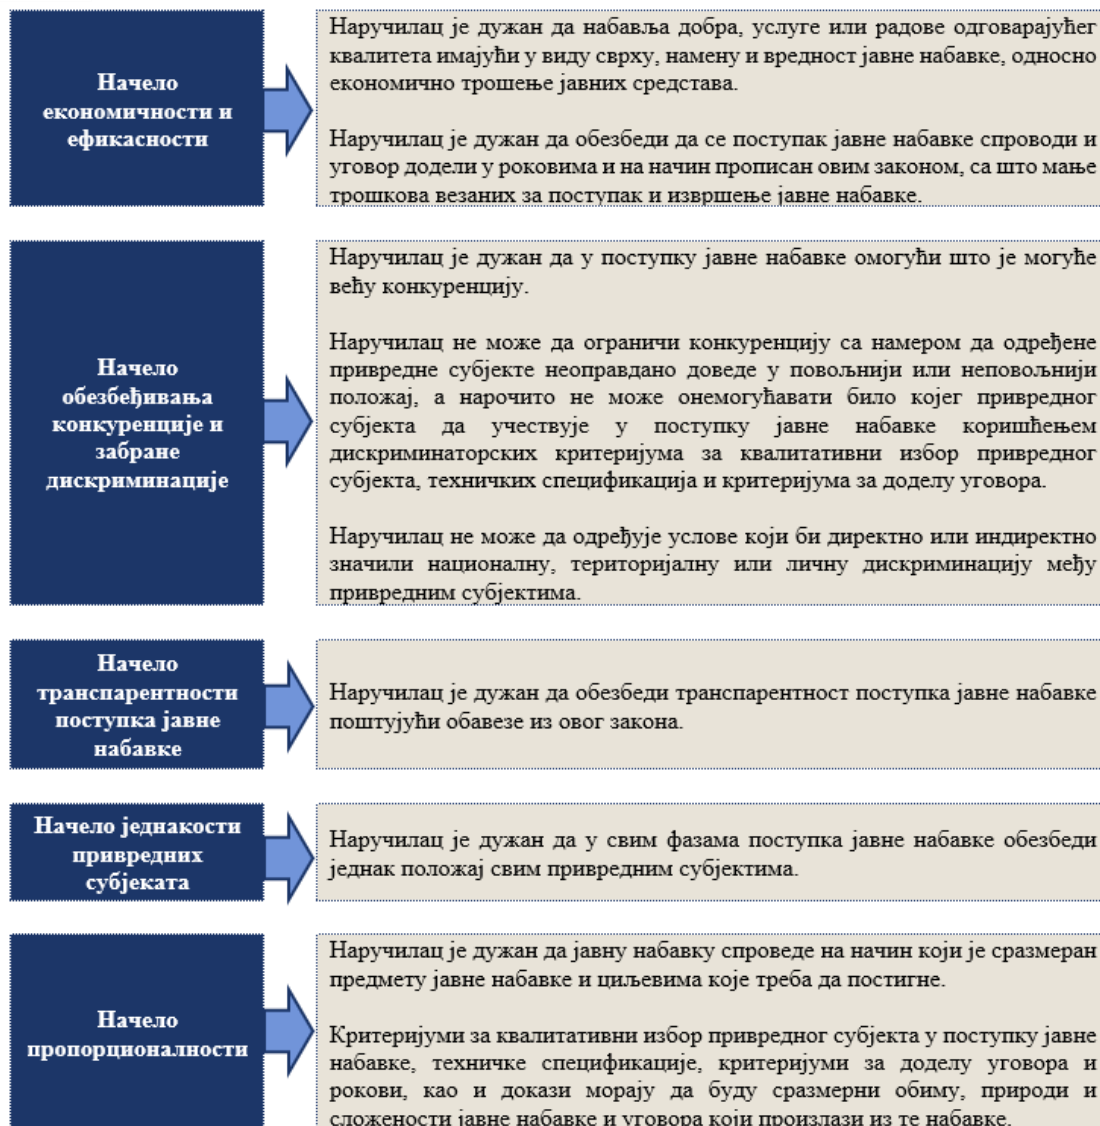 Начело
економичности и
ефикасности
Наручилац је дужан да набавља добра, услуге или радове одговарајућег
квалитета имајући у виду сврху, намену и вредност јавне набавке, односно
економично трошење јавних средстава.
Наручилац је дужан да обезбеди да се поступак јавне набавке спроводи и
уговор додели у роковима и на начин прописан овим законом, са што мање
трошкова везаних за поступак и извршење јавне набавке.
Начело
обезбеђивања
конкуренције и
забране
дискриминације
Наручилац је дужан да у поступку јавне набавке омогући што је могуће
већу конкуренцију.
Наручилац не може да ограничи конкуренцију са намером да одређене
привредне субјекте неоправдано доведе у повољнији или неповољнији
положај, а нарочито не може онемогућавати било којег привредног
субјекта да учествује у поступку јавне набавке коришћењем
дискриминаторских критеријума за квалитативни избор привредног
субјекта, техничких спецификација и критеријума за доделу уговора.
Наручилац не може да одређује услове који би директно или индиректно
значили националну, територијалну или личну дискриминацију међу
привредним субјектима.
Начело
транспарентности
поступка јавне
набавке
Наручилац је дужан да обезбеди транспарентност поступка јавне набавке
поштујући обавезе из овог закона.
Начело једнакости
привредних
субјеката
Наручилац је дужан да у свим фазама поступка јавне набавке обезбеди
једнак положај свим привредним субјектима.
Начело
пропорционалности
Наручилац је дужан да јавну набавку спроведе на начин који је сразмеран
предмету јавне набавке и циљевима које треба да постигне.
Критеријуми за квалитативни избор привредног субјекта у поступку јавне
набавке, техничке спецификације, критеријуми за доделу уговора и
рокови, као и докази морају да буду сразмерни обиму, природи и
сложености јавне набавке и уговора који произлази из те набавке.